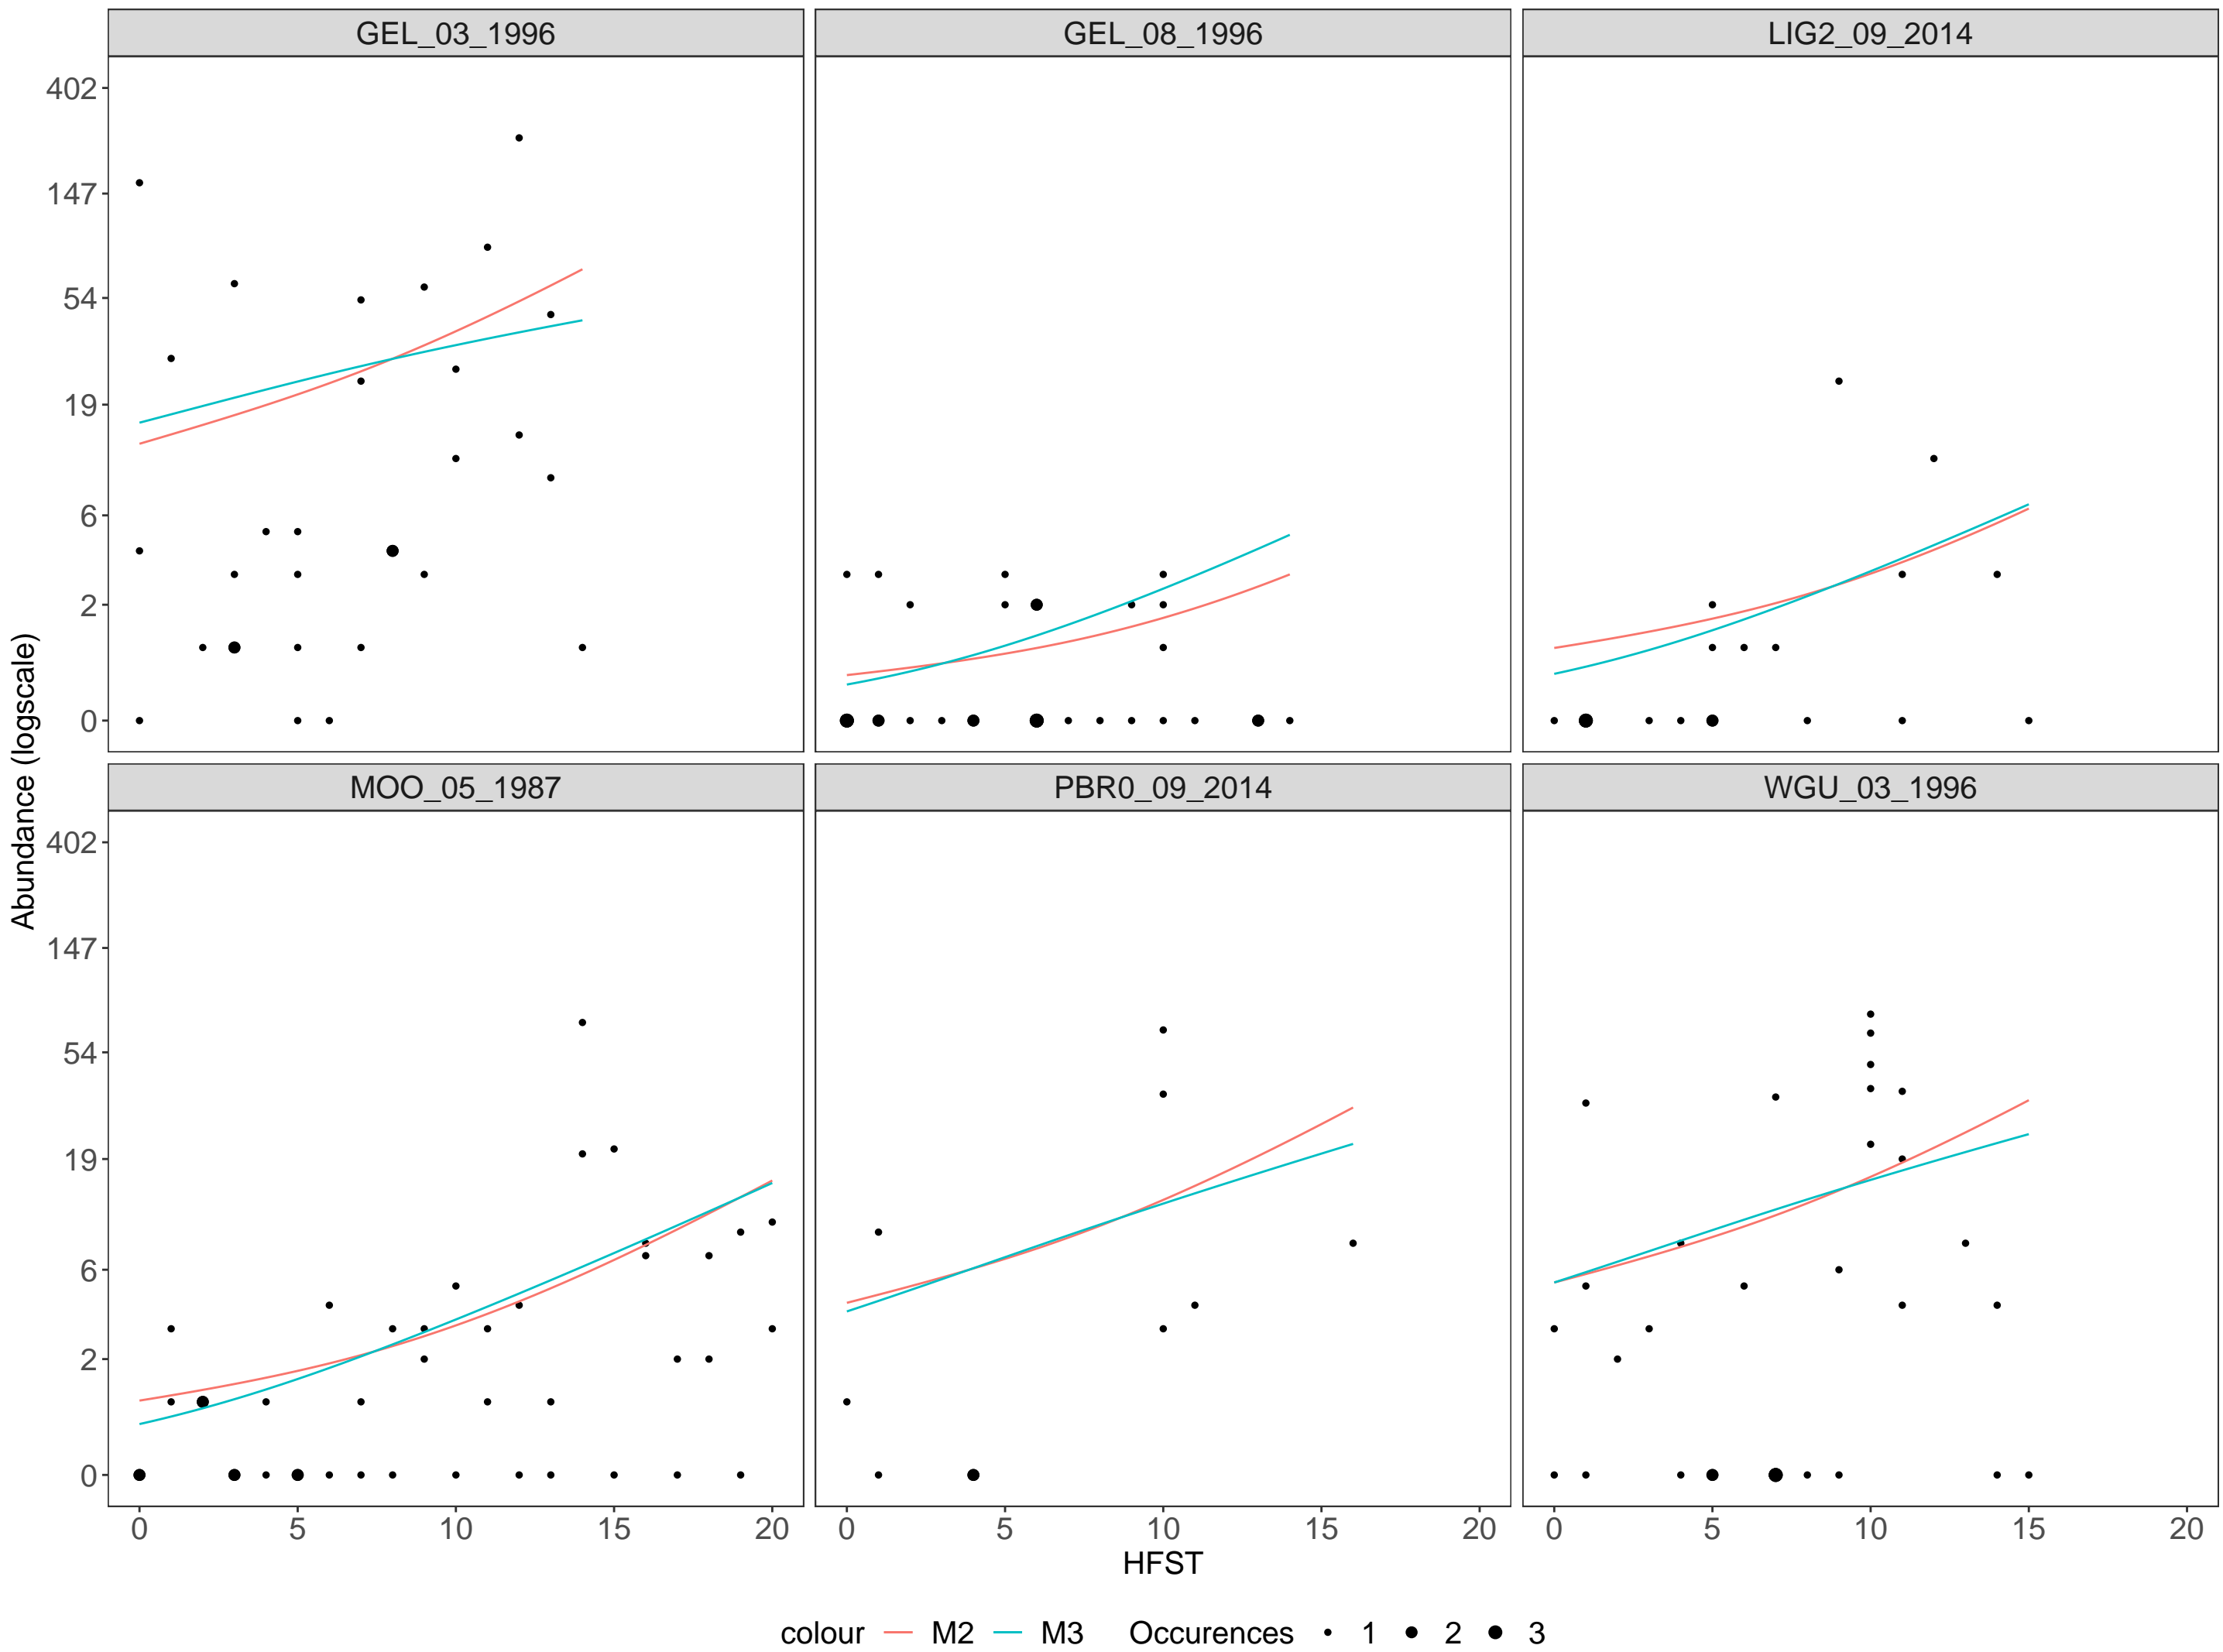 GEL_03_1996
GEL_08_1996
LIG2_09_2014
402
147
54
19
6
2
0
Abundance (logscale)
MOO_05_1987
PBR0_09_2014
WGU_03_1996
402
147
54
19
6
2
0
0 5 10 15 20
0 5 10 15 20
0 5 10 15 20
HFST
colour M2 M3 Occurences 1 2 3